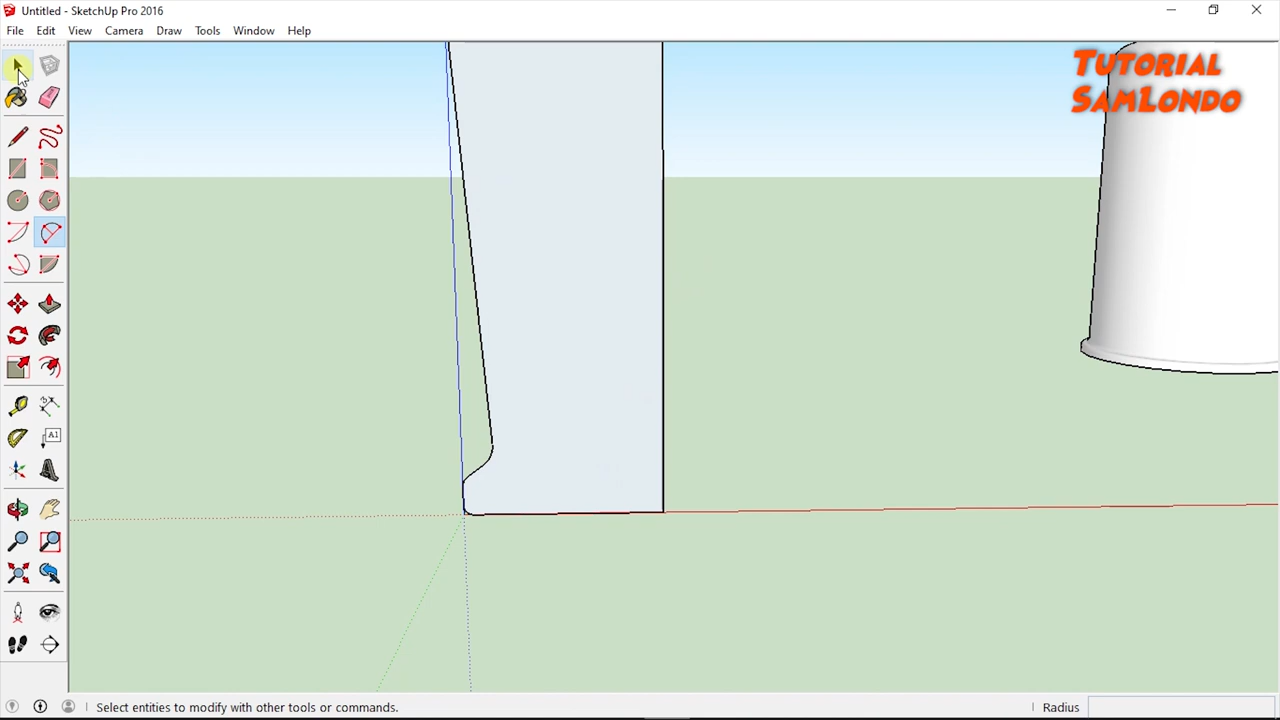 Untitled - SketchUp Pro 2016
File Edit View Camera Draw Tools Window Help
TUTORIAL
SAMLONDO
A1
Select entities to modify with other tools or commands.
Radius